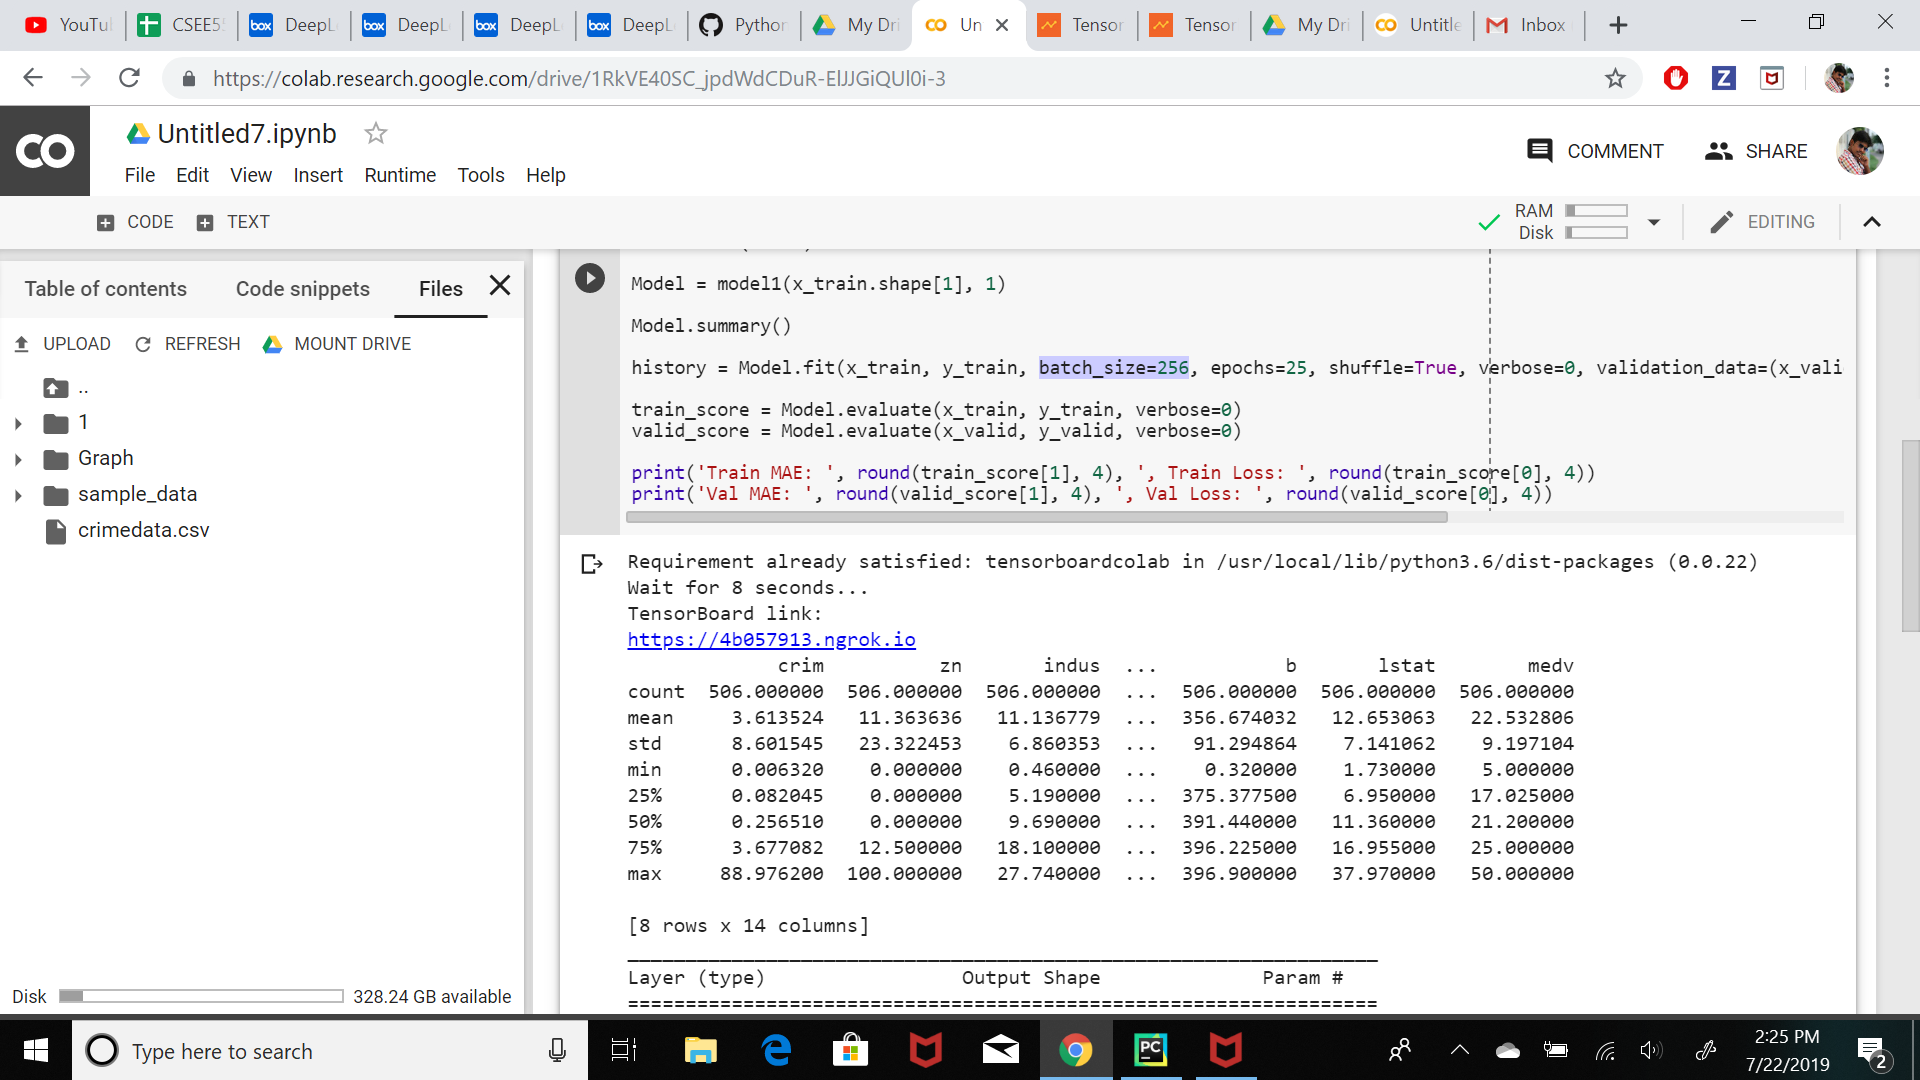 YouTu
CSEE55
box DeepL
box DeepL
box DeepL
box DeepL
Python
My Dri
Un
Tensor
Tensor
My Dri
Untitle
Inbox
https://colab.research.google.com/drive/1RkVE40SC_jpdWdCDuR-ElJJGiQUl0i-3
Untitled7.ipynb
COMMENT
SHARE
File Edit View Insert Runtime Tools Help
CODE TEXT
RAM
Disk
EDITING
Table of contents Code snippets Files
UPLOAD REFRESH MOUNT DRIVE
..
1
Graph
sample_data
crimedata.csv
Disk 328.24 GB available
Model = model1(x_train.shape[1], 1)
Model.summary()
history = Model.fit(x_train, y_train, batch_size=256, epochs=25, shuffle=True, verbose=0, validation_data=(x_vali
train_score = Model.evaluate(x_train, y_train, verbose=0)
valid_score = Model.evaluate(x_valid, y_valid, verbose=0)
print('Train MAE: ', round(train_score[1], 4), ', Train Loss: ', round(train_score[0], 4))
print('Val MAE: ', round(valid_score[1], 4), ', Val Loss: ', round(valid_score[0], 4))
Requirement already satisfied: tensorboardcolab in /usr/local/lib/python3.6/dist-packages (0.0.22)
Wait for 8 seconds...
TensorBoard link:
https://4b057913.ngrok.io
crim zn indus ... b lstat medv
count 506.000000 506.000000 506.000000 ... 506.000000 506.000000 506.000000
mean 3.613524 11.363636 11.136779 ... 356.674032 12.653063 22.532806
std 8.601545 23.322453 6.860353 ... 91.294864 7.141062 9.197104
min 0.006320 0.000000 0.460000 ... 0.320000 1.730000 5.000000
25% 0.082045 0.000000 5.190000 ... 375.377500 6.950000 17.025000
50% 0.256510 0.000000 9.690000 ... 391.440000 11.360000 21.200000
75% 3.677082 12.500000 18.100000 ... 396.225000 16.955000 25.000000
max 88.976200 100.000000 27.740000 ... 396.900000 37.970000 50.000000
[8 rows x 14 columns]
_________________________________________________________________
Layer (type) Output Shape Param #
=================================================================
Type here to search
PC
2:25 PM
7/22/2019
2